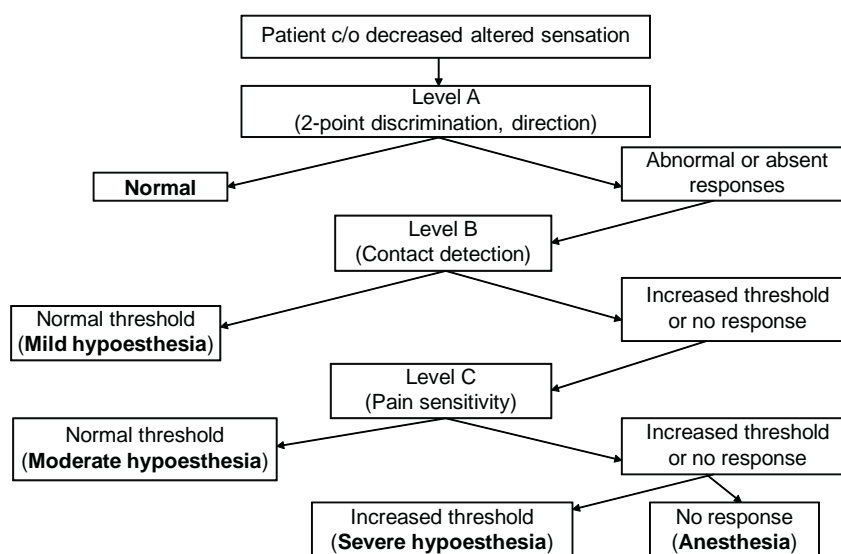 Patient c/o decreased altered sensation
Level A
(2-point discrimination, direction)
Normal
Abnormal or absent
responses
Level B
(Contact detection)
Normal threshold
(Mild hypoesthesia)
Increased threshold
or no response
Level C
(Pain sensitivity)
Normal threshold
(Moderate hypoesthesia)
Increased threshold
or no response
Increased threshold
(Severe hypoesthesia)
No response
(Anesthesia)